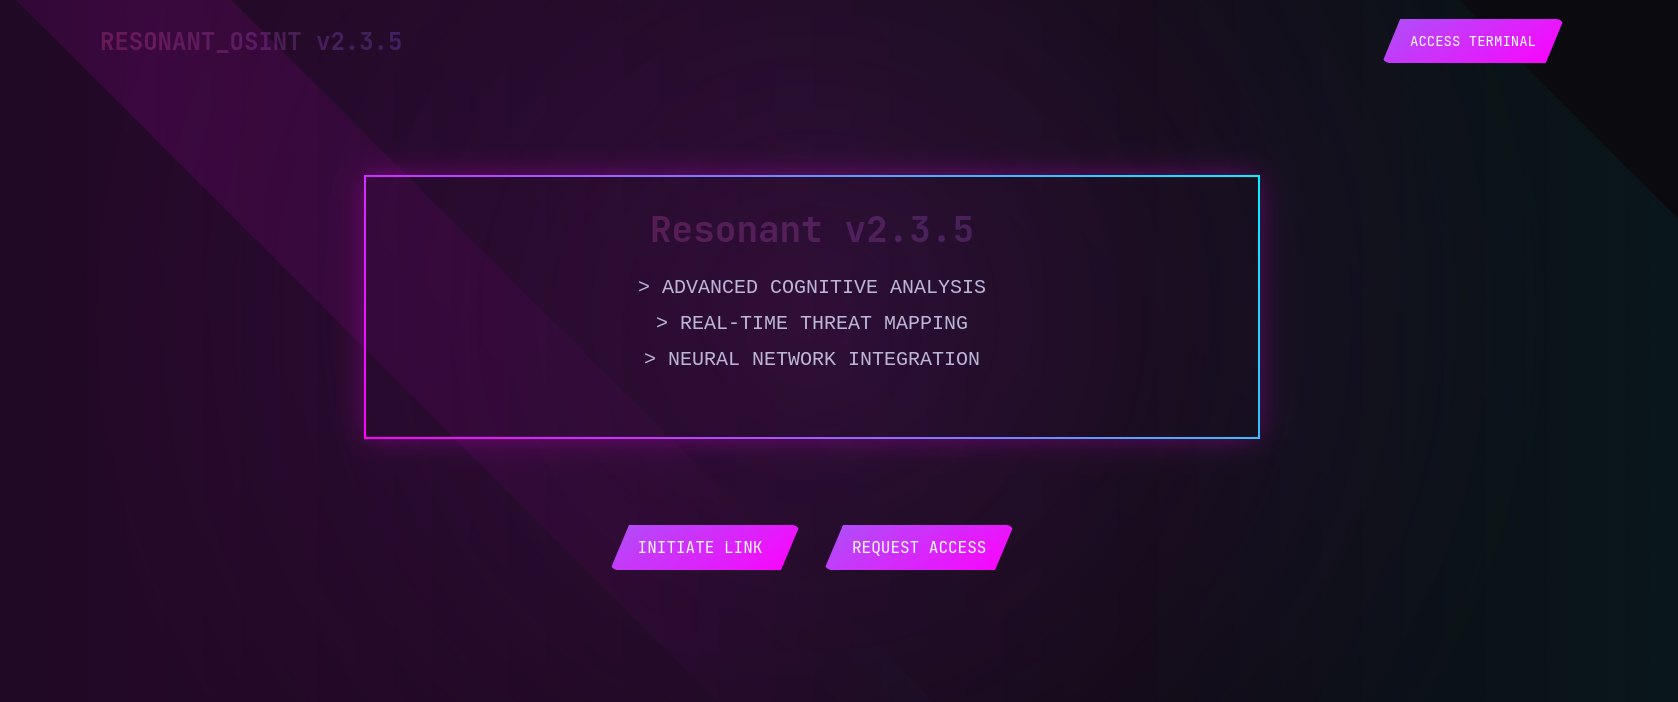 RESONANT_OSINT v2.3.5
ACCESS TERMINAL
Resonant v2.3.5
> ADVANCED COGNITIVE ANALYSIS
> REAL-TIME THREAT MAPPING
> NEURAL NETWORK INTEGRATION
INITIATE LINK
REQUEST ACCESS